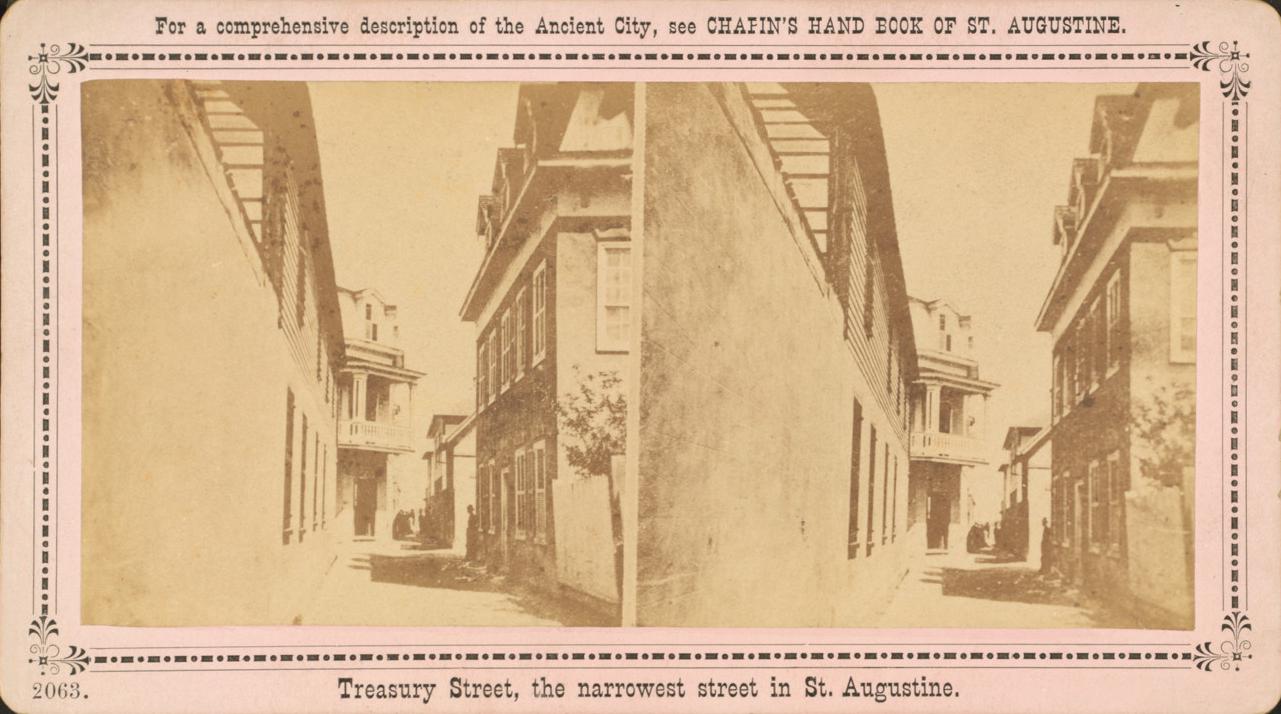 For a comprehensive description of the Ancient City, see CHAPIN'S HAND BOOK OF ST. AUGUSTINE.
2063.
Treasury Street, the narrowest street in St. Augustine.